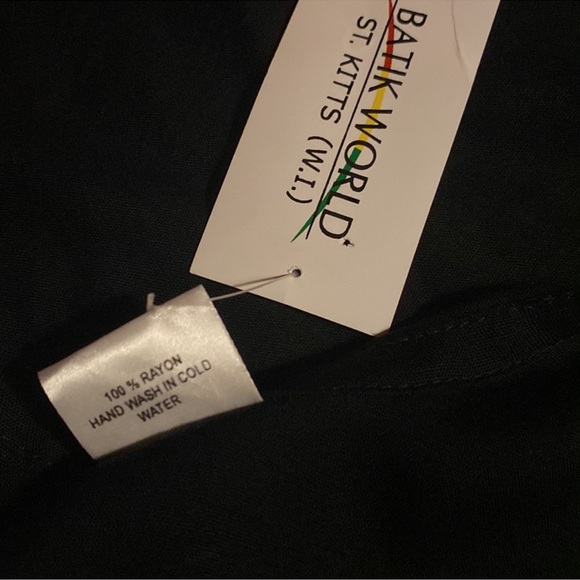 BATIK WORLD
ST. KITTS (W.I.)
100 % RAYON
HAND WASH IN COLD
WATER